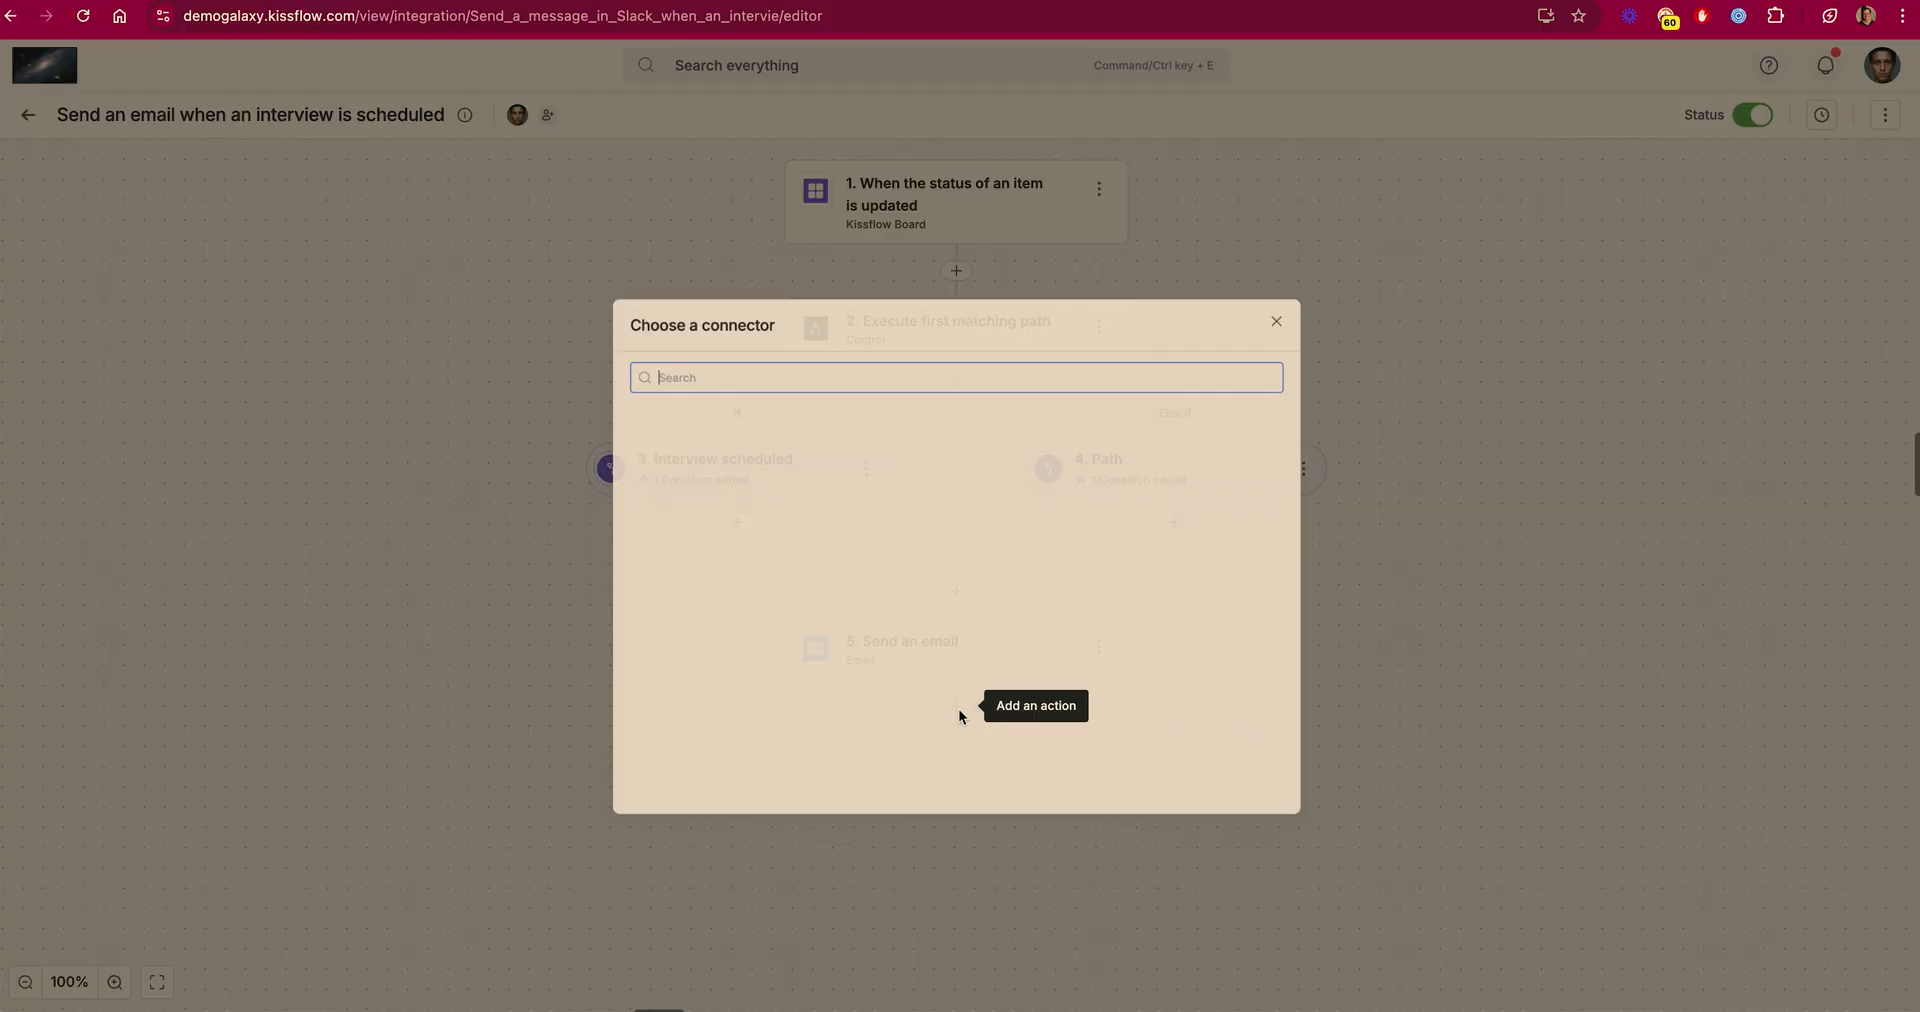 demogalaxy.kissflow.com/view/integration/Send_a_message_in_Slack_when_an_intervie/editor
60
Search everything
Command/Ctrl key + E
Send an email when an interview is scheduled
Status
1. When the status of an item
is updated
Kissflow Board
Choose a connector
2. Execute first matching path
Control
Search
If
Else if
3. Interview scheduled
1 Condition added
4. Path
1 Condition added
5. Send an email
Email
Add an action
100%